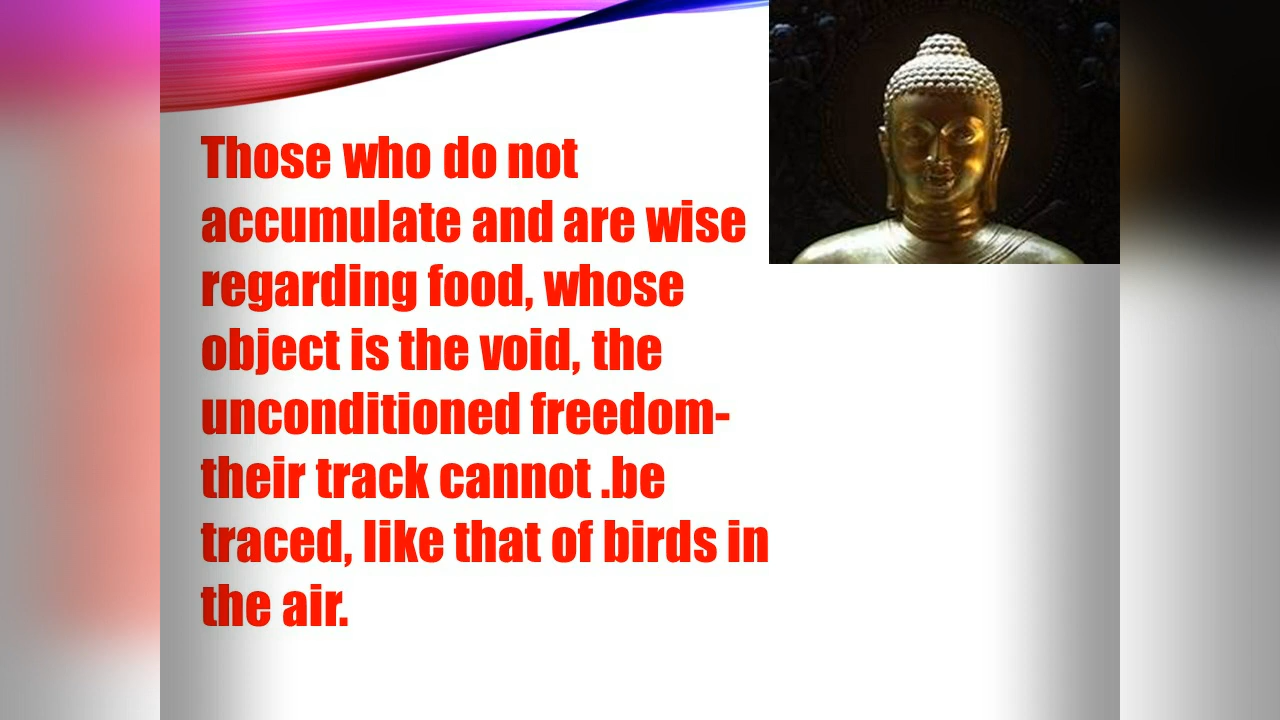 Those who do not
accumulate and are wise
regarding food, whose
object is the void, the
unconditioned freedom-
their track cannot .be
traced, like that of birds in
the air.